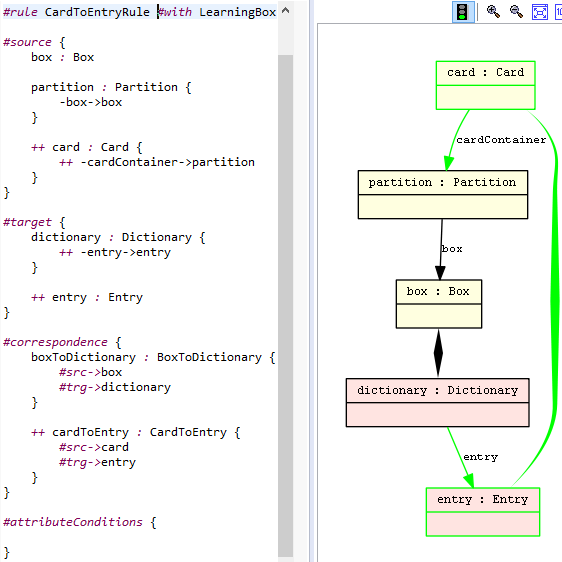 #rule CardToEntryRule #with LearningBox
#source {
box : Box
partition : Partition {
-box->box
}
++ card : Card {
++ -cardContainer->partition
}
}
#target {
dictionary : Dictionary {
++ -entry->entry
}
++ entry : Entry
}
#correspondence {
boxToDictionary : BoxToDictionary {
#src->box
#trg->dictionary
}
++ cardToEntry : CardToEntry {
#src->card
#trg->entry
}
}
#attributeConditions {
}
card : Card
cardContainer
partition : Partition
box
box : Box
dictionary : Dictionary
entry
entry : Entry